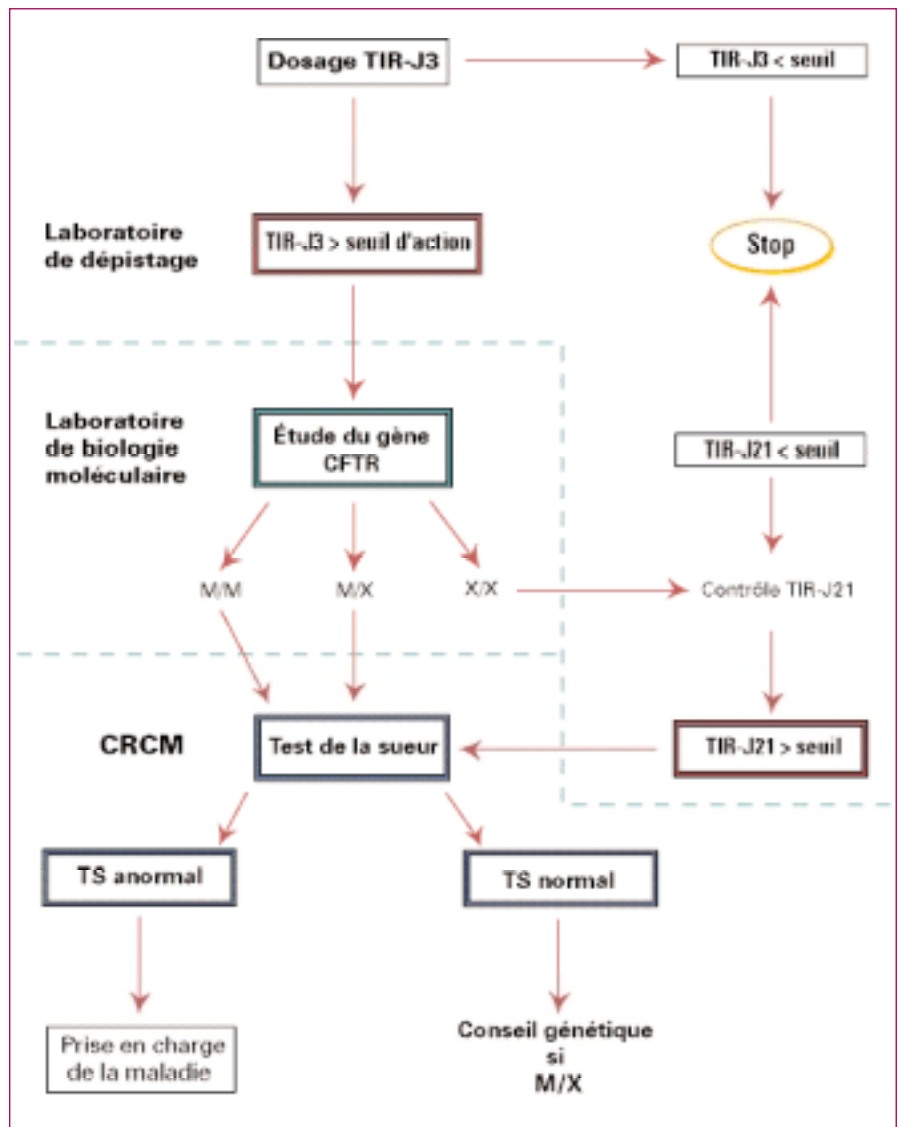 Dosage TIR-J3
TIR-J3 < seuil
Laboratoire
de dépistage
TIR-J3 > seuil d'action
Stop
Laboratoire
de biologie
moléculaire
Étude du gène
CFTR
TIR-J21 < seuil
M/M
M/X
X/X
Contrôle TIR-J21
CRCM
Test de la sueur
TIR-J21 > seuil
TS anormal
TS normal
Prise en charge
de la maladie
Conseil génétique
si
M/X